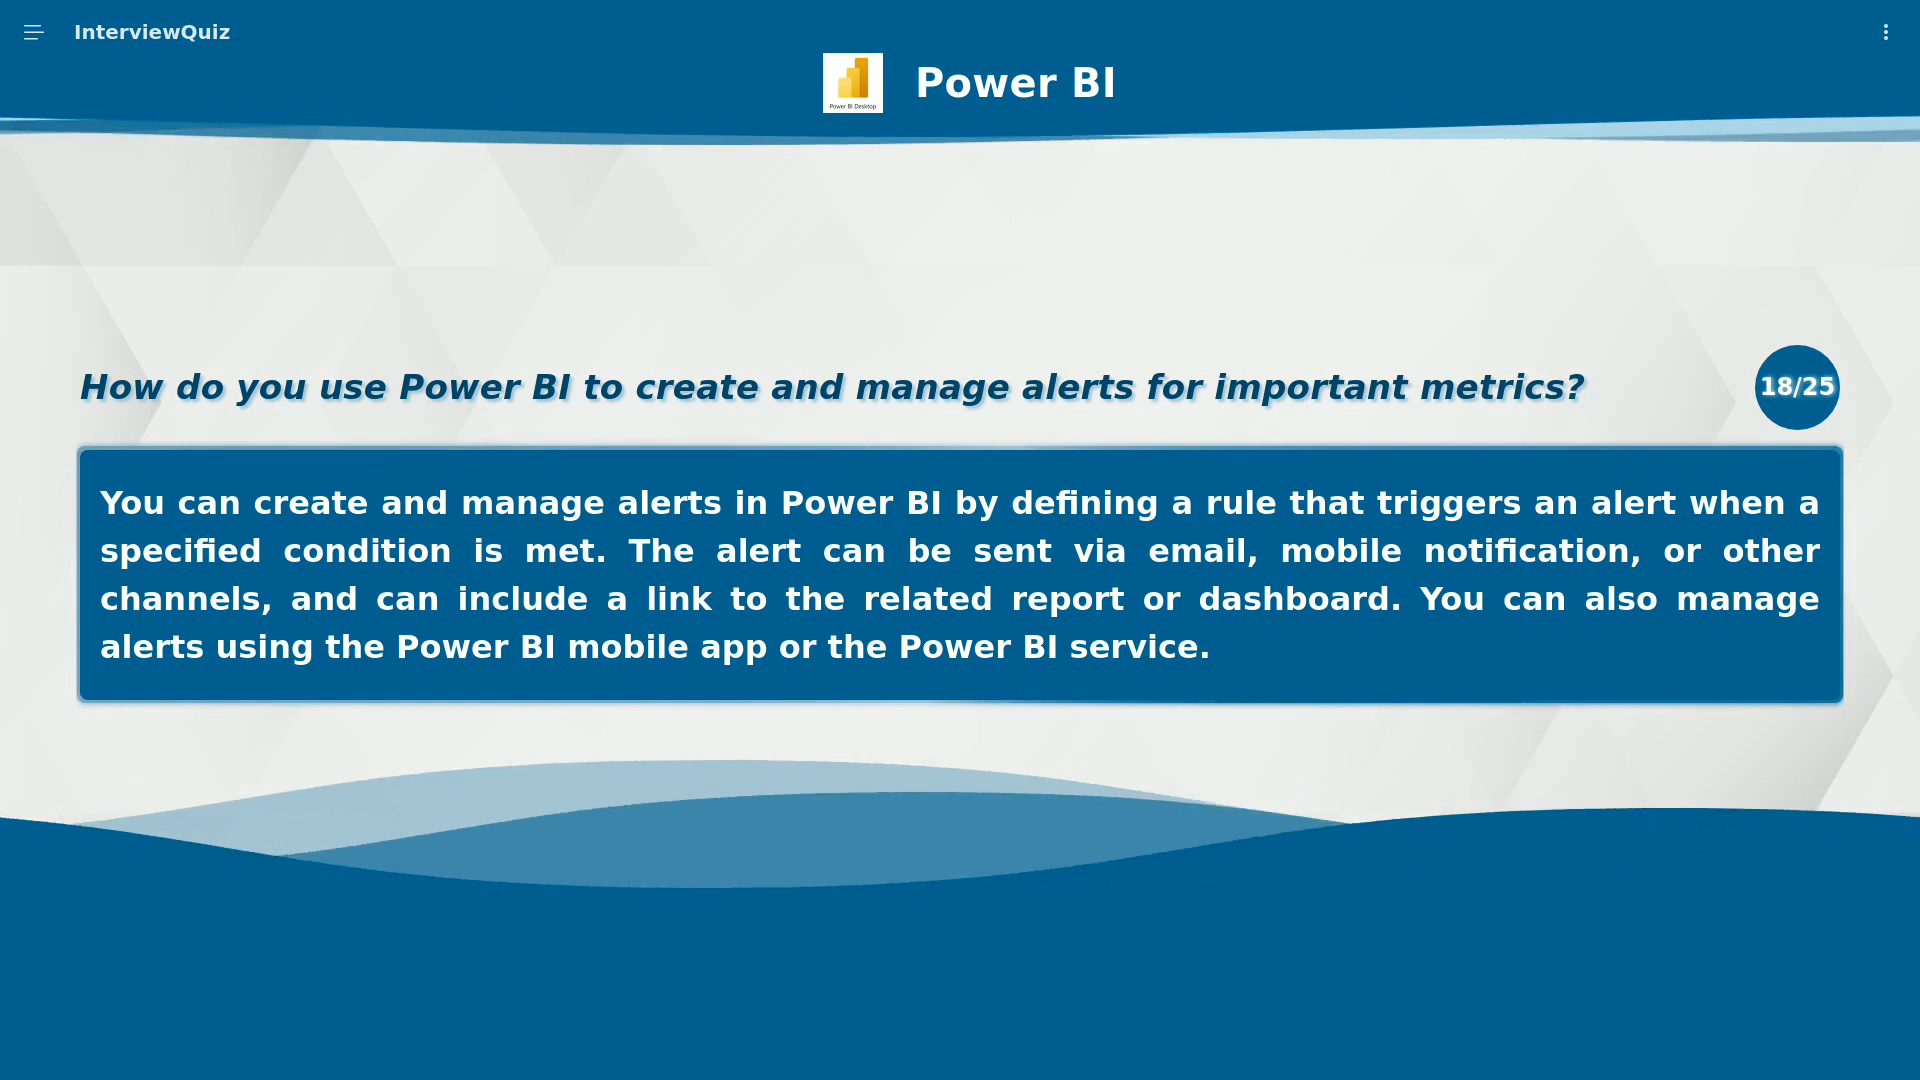 InterviewQuiz
Power BI Desktop
Power BI
How do you use Power BI to create and manage alerts for important metrics?
18/25
You can create and manage alerts in Power BI by defining a rule that triggers an alert when a
specified condition is met. The alert can be sent via email, mobile notification, or other
channels, and can include a link to the related report or dashboard. You can also manage
alerts using the Power BI mobile app or the Power BI service.